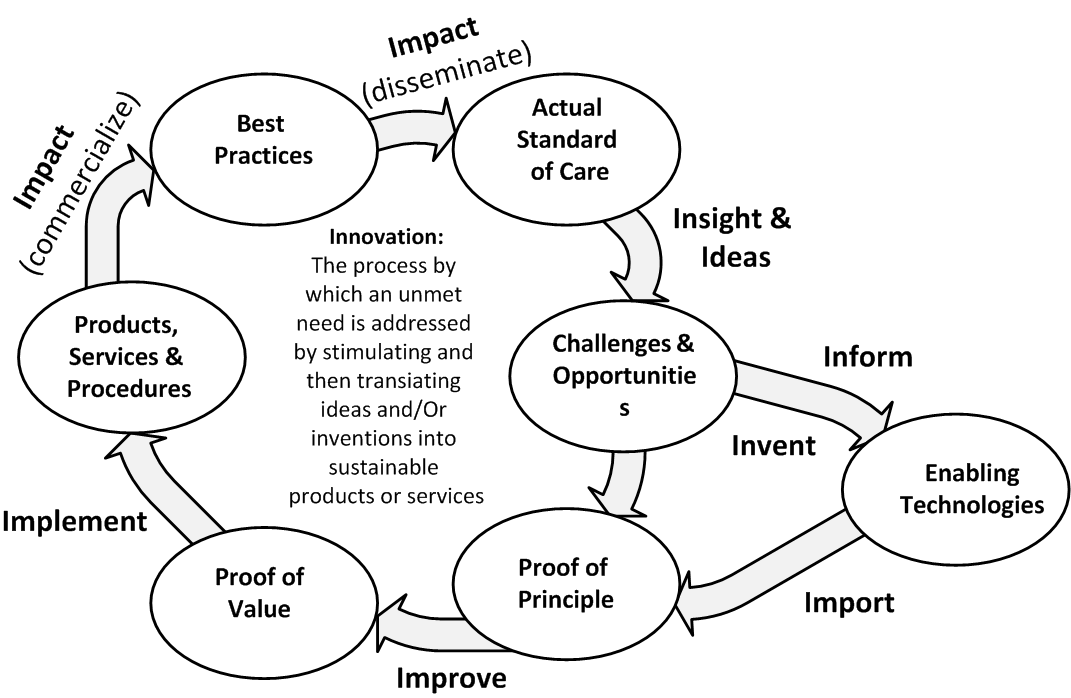 Impact
(disseminate)
Impact
(commercialize)
Best
Practices
Actual
Standard
of Care
Insight &
Ideas
Innovation:
The process by
which an unmet
need is addressed
by stimulating and
then transiating
ideas and/Or
inventions into
sustainable
products or services
Products,
Services &
Procedures
Challenges &
Opportunitie
s
Inform
Invent
Enabling
Technologies
Implement
Proof of
Value
Proof of
Principle
Import
Improve